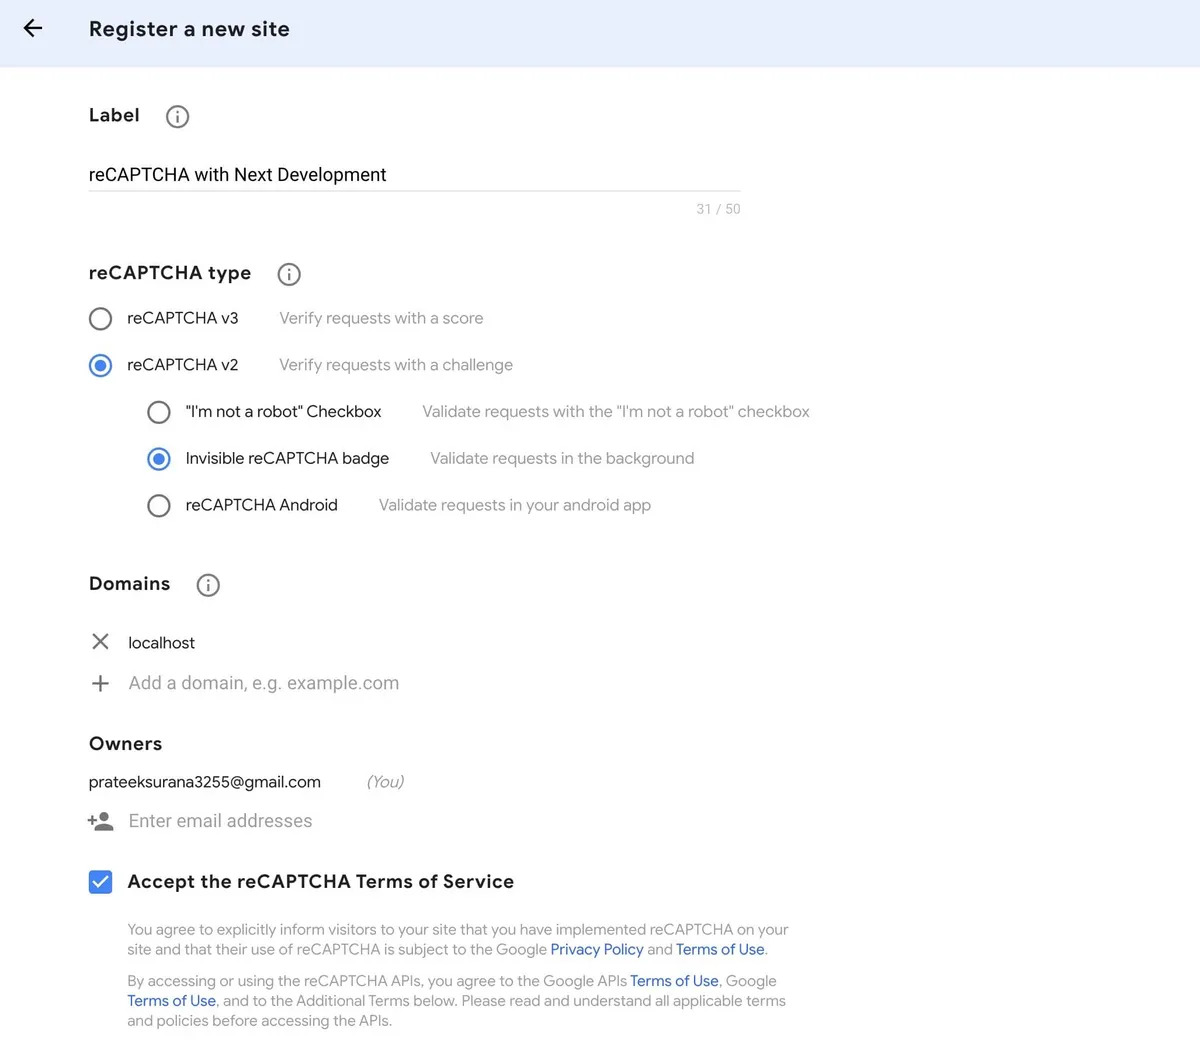 Register a new site
Label
reCAPTCHA with Next Development
31 / 50
reCAPTCHA type
reCAPTCHA v3 Verify requests with a score
reCAPTCHA v2 Verify requests with a challenge
"I'm not a robot" Checkbox Validate requests with the "I'm not a robot" checkbox
Invisible reCAPTCHA badge Validate requests in the background
reCAPTCHA Android Validate requests in your android app
Domains
localhost
Add a domain, e.g. example.com
Owners
prateeksurana3255@gmail.com (You)
Enter email addresses
Accept the reCAPTCHA Terms of Service
You agree to explicitly inform visitors to your site that you have implemented reCAPTCHA on your
site and that their use of reCAPTCHA is subject to the Google Privacy Policy and Terms of Use.
By accessing or using the reCAPTCHA APIs, you agree to the Google APIs Terms of Use, Google
Terms of Use, and to the Additional Terms below. Please read and understand all applicable terms
and policies before accessing the APIs.